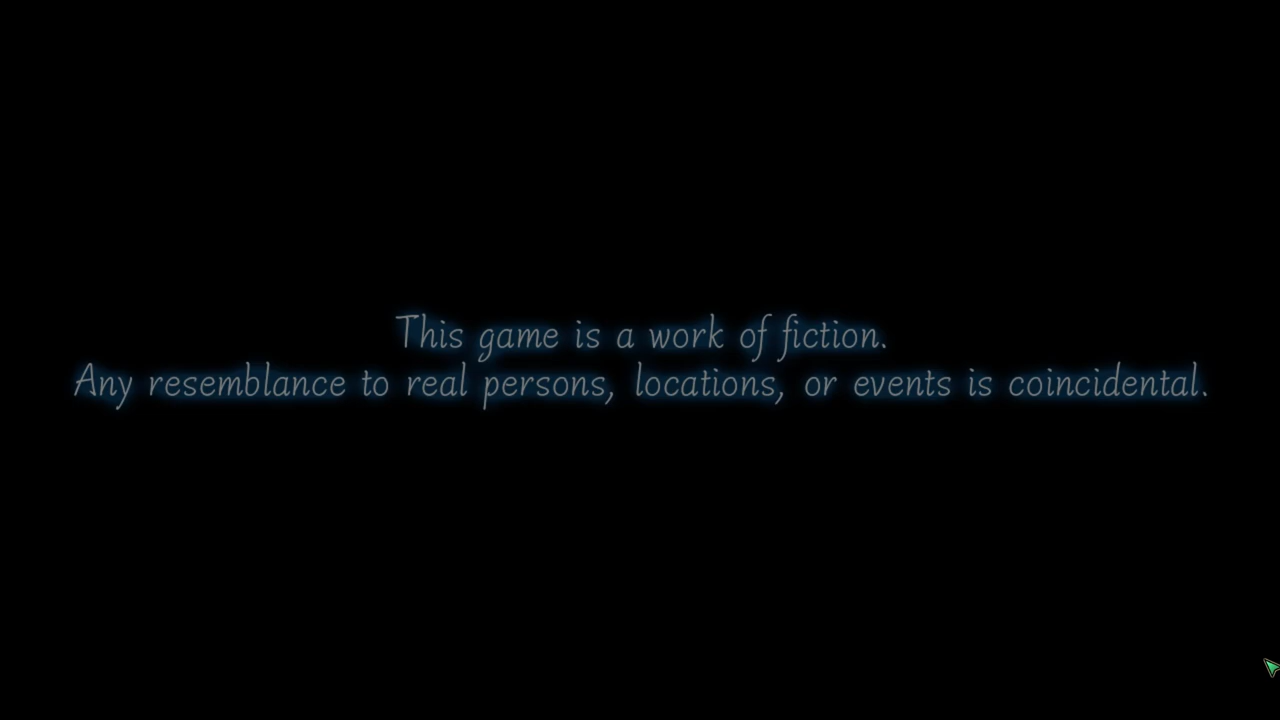 This game is a work of fiction.
Any resemblance to real persons, locations, or events is coincidental.